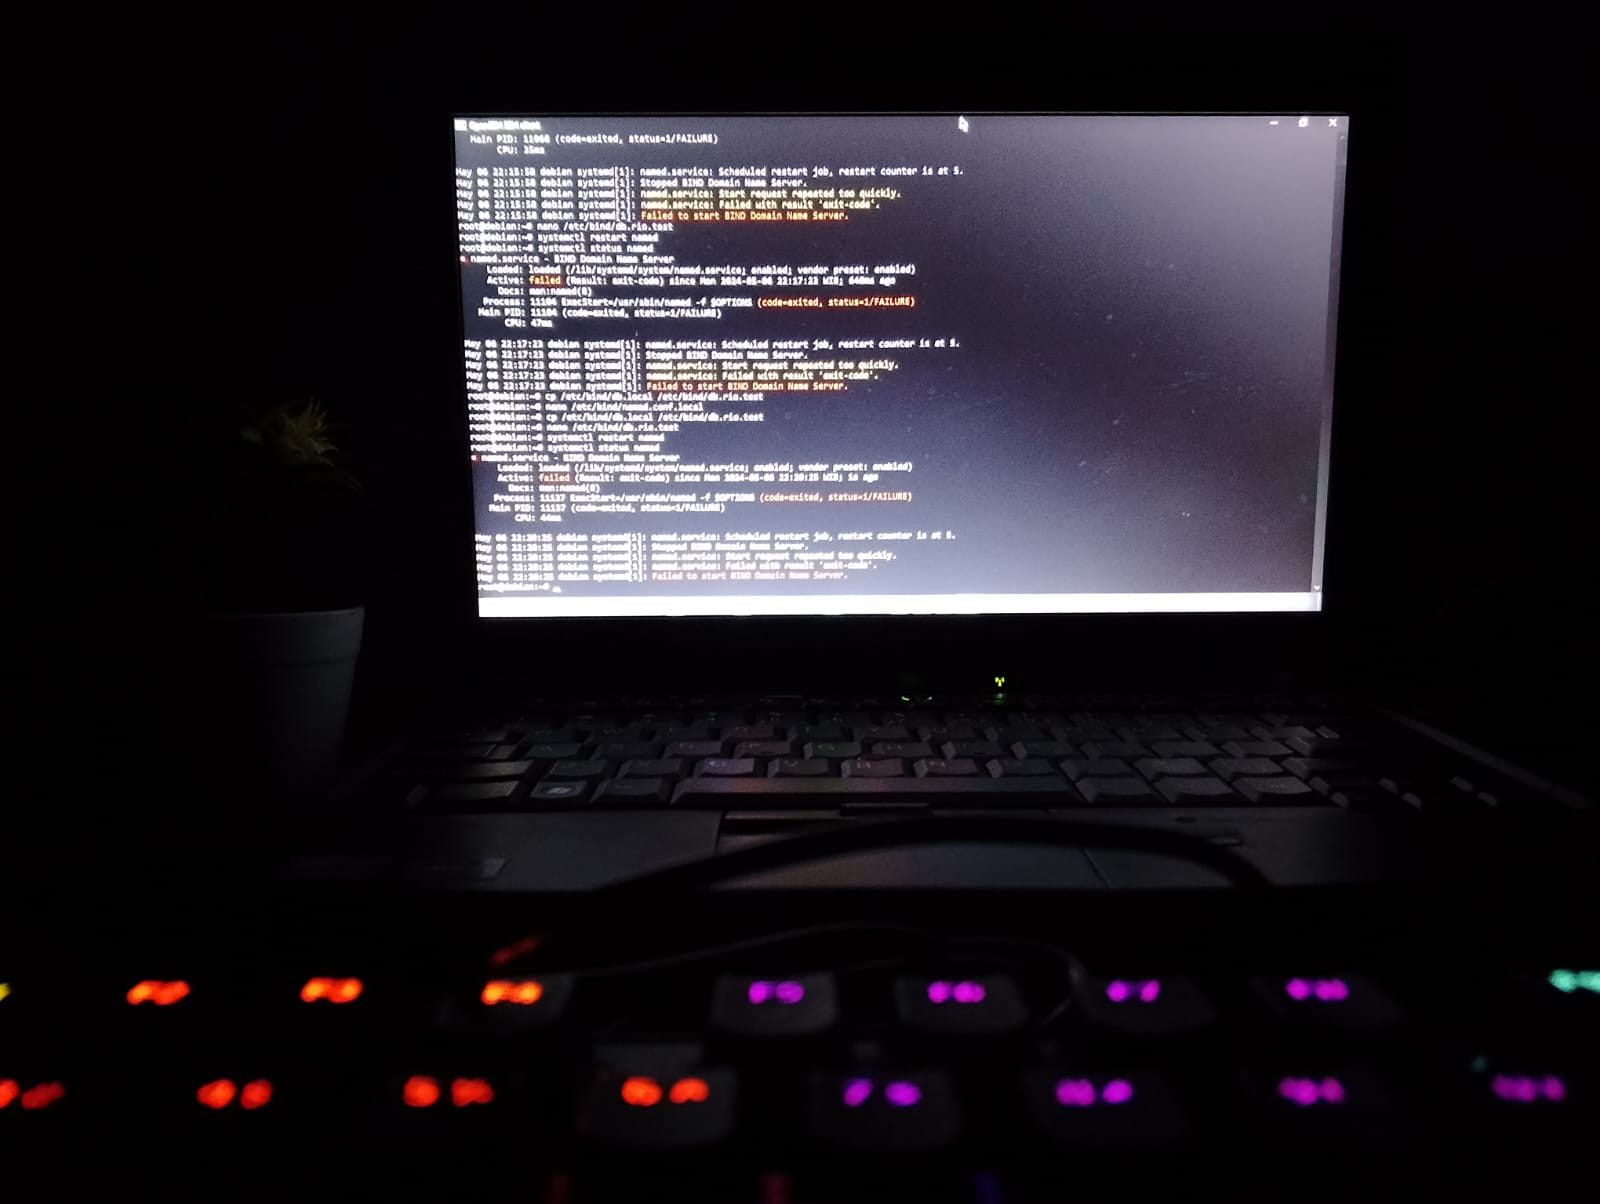 OpenSSH SSH client
Main PID: 11068 (code=exited, status=1/FAILURE)
CPU: 35ms
May 06 22:15:58 debian systemd[1]: named.service: Scheduled restart job, restart counter is at 5.
May 06 22:15:58 debian systemd[1]: Stopped BIND Domain Name Server.
May 06 22:15:58 debian systemd[1]: named.service: Start request repeated too quickly.
May 06 22:15:58 debian systemd[1]: named.service: Failed with result 'exit-code'.
May 06 22:15:58 debian systemd[1]: Failed to start BIND Domain Name Server.
root@debian:~# nano /etc/bind/db.rio.test
root@debian:~# systemctl restart named
root@debian:~# systemctl status named
● named.service - BIND Domain Name Server
Loaded: loaded (/lib/systemd/system/named.service; enabled; vendor preset: enabled)
Active: failed (Result: exit-code) since Mon 2024-05-06 22:17:23 WIB; 640ms ago
Docs: man:named(8)
Process: 11104 ExecStart=/usr/sbin/named -f $OPTIONS (code=exited, status=1/FAILURE)
Main PID: 11104 (code=exited, status=1/FAILURE)
CPU: 47ms
May 06 22:17:23 debian systemd[1]: named.service: Scheduled restart job, restart counter is at 5.
May 06 22:17:23 debian systemd[1]: Stopped BIND Domain Name Server.
May 06 22:17:23 debian systemd[1]: named.service: Start request repeated too quickly.
May 06 22:17:23 debian systemd[1]: named.service: Failed with result 'exit-code'.
May 06 22:17:23 debian systemd[1]: Failed to start BIND Domain Name Server.
root@debian:~# cp /etc/bind/db.local /etc/bind/db.rio.test
root@debian:~# nano /etc/bind/named.conf.local
root@debian:~# cp /etc/bind/db.local /etc/bind/db.rio.test
root@debian:~# nano /etc/bind/db.rio.test
root@debian:~# systemctl restart named
root@debian:~# systemctl status named
● named.service - BIND Domain Name Server
Loaded: loaded (/lib/systemd/system/named.service; enabled; vendor preset: enabled)
Active: failed (Result: exit-code) since Mon 2024-05-06 22:20:25 WIB; 1s ago
Docs: man:named(8)
Process: 11137 ExecStart=/usr/sbin/named -f $OPTIONS (code=exited, status=1/FAILURE)
Main PID: 11137 (code=exited, status=1/FAILURE)
CPU: 44ms
May 06 22:20:25 debian systemd[1]: named.service: Scheduled restart job, restart counter is at 5.
May 06 22:20:25 debian systemd[1]: Stopped BIND Domain Name Server.
May 06 22:20:25 debian systemd[1]: named.service: Start request repeated too quickly.
May 06 22:20:25 debian systemd[1]: named.service: Failed with result 'exit-code'.
May 06 22:20:25 debian systemd[1]: Failed to start BIND Domain Name Server.
root@debian:~#